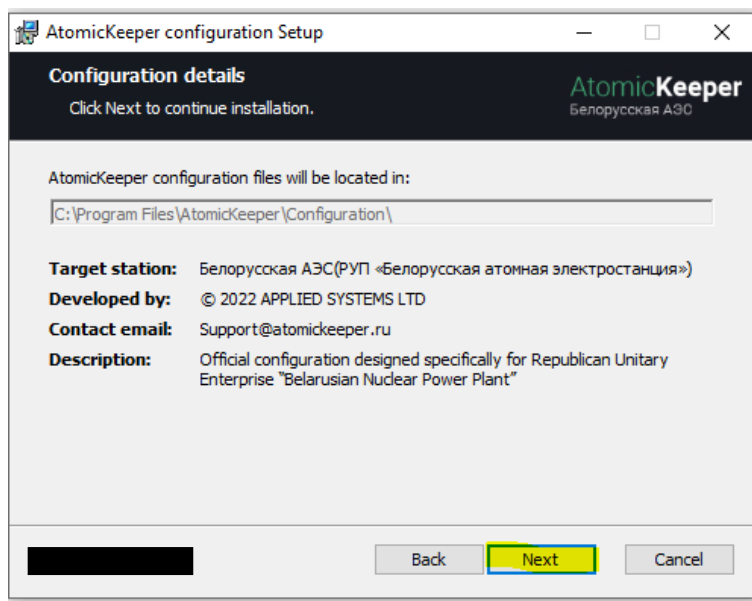 AtomicKeeper configuration Setup
Configuration details
Click Next to continue installation.
AtomicKeeper
Белорусская АЭС
AtomicKeeper configuration files will be located in:
C:\Program Files\AtomicKeeper\Configuration\
Target station: Белорусская АЭС(РУП «Белорусская атомная электростанция»)
Developed by: © 2022 APPLIED SYSTEMS LTD
Contact email: Support@atomickeeper.ru
Description: Official configuration designed specifically for Republican Unitary
Enterprise “Belarusian Nuclear Power Plant”
Back Next Cancel